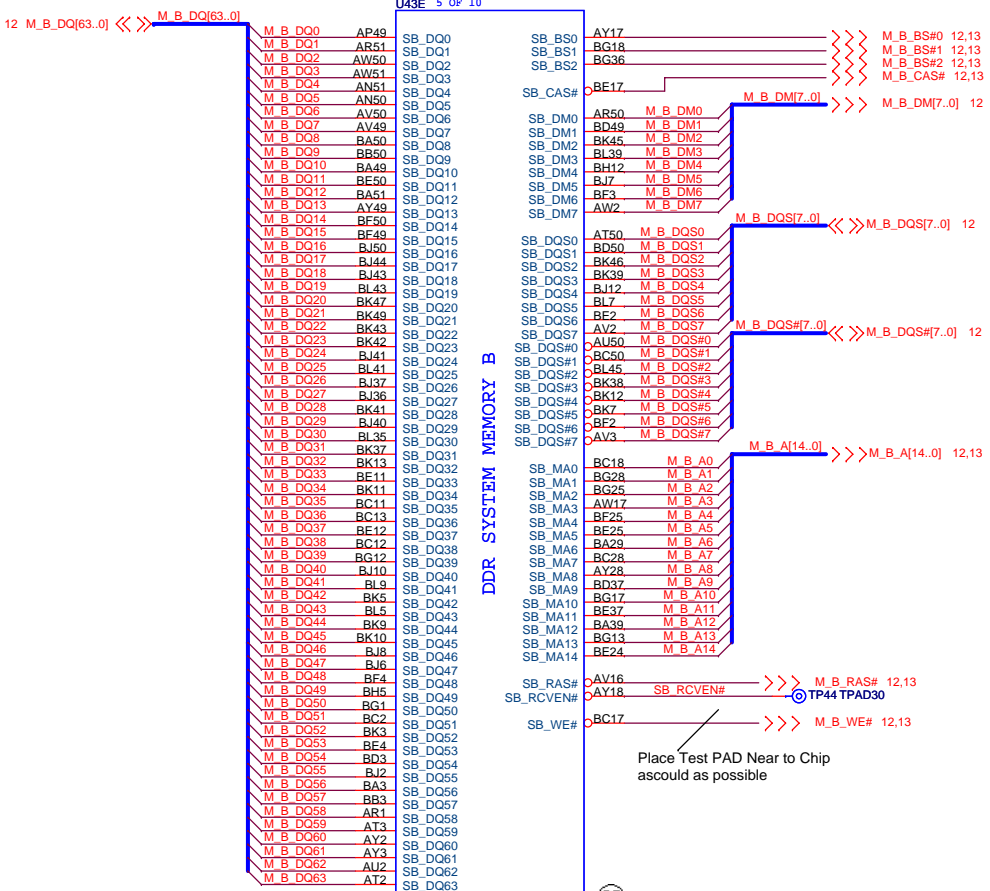 U43E 5 OF 10
12 M_B_DQ[63..0] M_B_DQ[63..0]
M_B_DQ0 AP49 SB_DQ0
M_B_DQ1 AR51 SB_DQ1
M_B_DQ2 AW50 SB_DQ2
M_B_DQ3 AW51 SB_DQ3
M_B_DQ4 AN51 SB_DQ4
M_B_DQ5 AN50 SB_DQ5
M_B_DQ6 AV50 SB_DQ6
M_B_DQ7 AV49 SB_DQ7
M_B_DQ8 BA50 SB_DQ8
M_B_DQ9 BB50 SB_DQ9
M_B_DQ10 BA49 SB_DQ10
M_B_DQ11 BE50 SB_DQ11
M_B_DQ12 BA51 SB_DQ12
M_B_DQ13 AY49 SB_DQ13
M_B_DQ14 BF50 SB_DQ14
M_B_DQ15 BF49 SB_DQ15
M_B_DQ16 BJ50 SB_DQ16
M_B_DQ17 BJ44 SB_DQ17
M_B_DQ18 BJ43 SB_DQ18
M_B_DQ19 BL43 SB_DQ19
M_B_DQ20 BK47 SB_DQ20
M_B_DQ21 BK49 SB_DQ21
M_B_DQ22 BK43 SB_DQ22
M_B_DQ23 BK42 SB_DQ23
M_B_DQ24 BJ41 SB_DQ24
M_B_DQ25 BL41 SB_DQ25
M_B_DQ26 BJ37 SB_DQ26
M_B_DQ27 BJ36 SB_DQ27
M_B_DQ28 BK41 SB_DQ28
M_B_DQ29 BJ40 SB_DQ29
M_B_DQ30 BL35 SB_DQ30
M_B_DQ31 BK37 SB_DQ31
M_B_DQ32 BK13 SB_DQ32
M_B_DQ33 BE11 SB_DQ33
M_B_DQ34 BK11 SB_DQ34
M_B_DQ35 BC11 SB_DQ35
M_B_DQ36 BC13 SB_DQ36
M_B_DQ37 BE12 SB_DQ37
M_B_DQ38 BC12 SB_DQ38
M_B_DQ39 BG12 SB_DQ39
M_B_DQ40 BJ10 SB_DQ40
M_B_DQ41 BL9 SB_DQ41
M_B_DQ42 BK5 SB_DQ42
M_B_DQ43 BL5 SB_DQ43
M_B_DQ44 BK9 SB_DQ44
M_B_DQ45 BK10 SB_DQ45
M_B_DQ46 BJ8 SB_DQ46
M_B_DQ47 BJ6 SB_DQ47
M_B_DQ48 BF4 SB_DQ48
M_B_DQ49 BH5 SB_DQ49
M_B_DQ50 BG1 SB_DQ50
M_B_DQ51 BC2 SB_DQ51
M_B_DQ52 BK3 SB_DQ52
M_B_DQ53 BE4 SB_DQ53
M_B_DQ54 BD3 SB_DQ54
M_B_DQ55 BJ2 SB_DQ55
M_B_DQ56 BA3 SB_DQ56
M_B_DQ57 BB3 SB_DQ57
M_B_DQ58 AR1 SB_DQ58
M_B_DQ59 AT3 SB_DQ59
M_B_DQ60 AY2 SB_DQ60
M_B_DQ61 AY3 SB_DQ61
M_B_DQ62 AU2 SB_DQ62
M_B_DQ63 AT2 SB_DQ63
DDR SYSTEM MEMORY B
SB_BS0 AY17 M_B_BS#0 12,13
SB_BS1 BG18 M_B_BS#1 12,13
SB_BS2 BG36 M_B_BS#2 12,13
SB_CAS# BE17 M_B_CAS# 12,13
M_B_DM[7..0] M_B_DM[7..0] 12
SB_DM0 AR50 M_B_DM0
SB_DM1 BD49 M_B_DM1
SB_DM2 BK45 M_B_DM2
SB_DM3 BL39 M_B_DM3
SB_DM4 BH12 M_B_DM4
SB_DM5 BJ7 M_B_DM5
SB_DM6 BF3 M_B_DM6
SB_DM7 AW2 M_B_DM7
M_B_DQS[7..0] M_B_DQS[7..0] 12
SB_DQS0 AT50 M_B_DQS0
SB_DQS1 BD50 M_B_DQS1
SB_DQS2 BK46 M_B_DQS2
SB_DQS3 BK39 M_B_DQS3
SB_DQS4 BJ12 M_B_DQS4
SB_DQS5 BL7 M_B_DQS5
SB_DQS6 BE2 M_B_DQS6
SB_DQS7 AV2 M_B_DQS7
M_B_DQS#[7..0] M_B_DQS#[7..0] 12
SB_DQS#0 AU50 M_B_DQS#0
SB_DQS#1 BC50 M_B_DQS#1
SB_DQS#2 BL45 M_B_DQS#2
SB_DQS#3 BK38 M_B_DQS#3
SB_DQS#4 BK12 M_B_DQS#4
SB_DQS#5 BK7 M_B_DQS#5
SB_DQS#6 BF2 M_B_DQS#6
SB_DQS#7 AV3 M_B_DQS#7
M_B_A[14..0] M_B_A[14..0] 12,13
SB_MA0 BC18 M_B_A0
SB_MA1 BG28 M_B_A1
SB_MA2 BG25 M_B_A2
SB_MA3 AW17 M_B_A3
SB_MA4 BF25 M_B_A4
SB_MA5 BE25 M_B_A5
SB_MA6 BA29 M_B_A6
SB_MA7 BC28 M_B_A7
SB_MA8 AY28 M_B_A8
SB_MA9 BD37 M_B_A9
SB_MA10 BG17 M_B_A10
SB_MA11 BE37 M_B_A11
SB_MA12 BA39 M_B_A12
SB_MA13 BG13 M_B_A13
SB_MA14 BE24 M_B_A14
SB_RAS# AV16 M_B_RAS# 12,13
SB_RCVEN# AY18 SB_RCVEN# TP44 TPAD30
SB_WE# BC17 M_B_WE# 12,13
Place Test PAD Near to Chip
ascould as possible